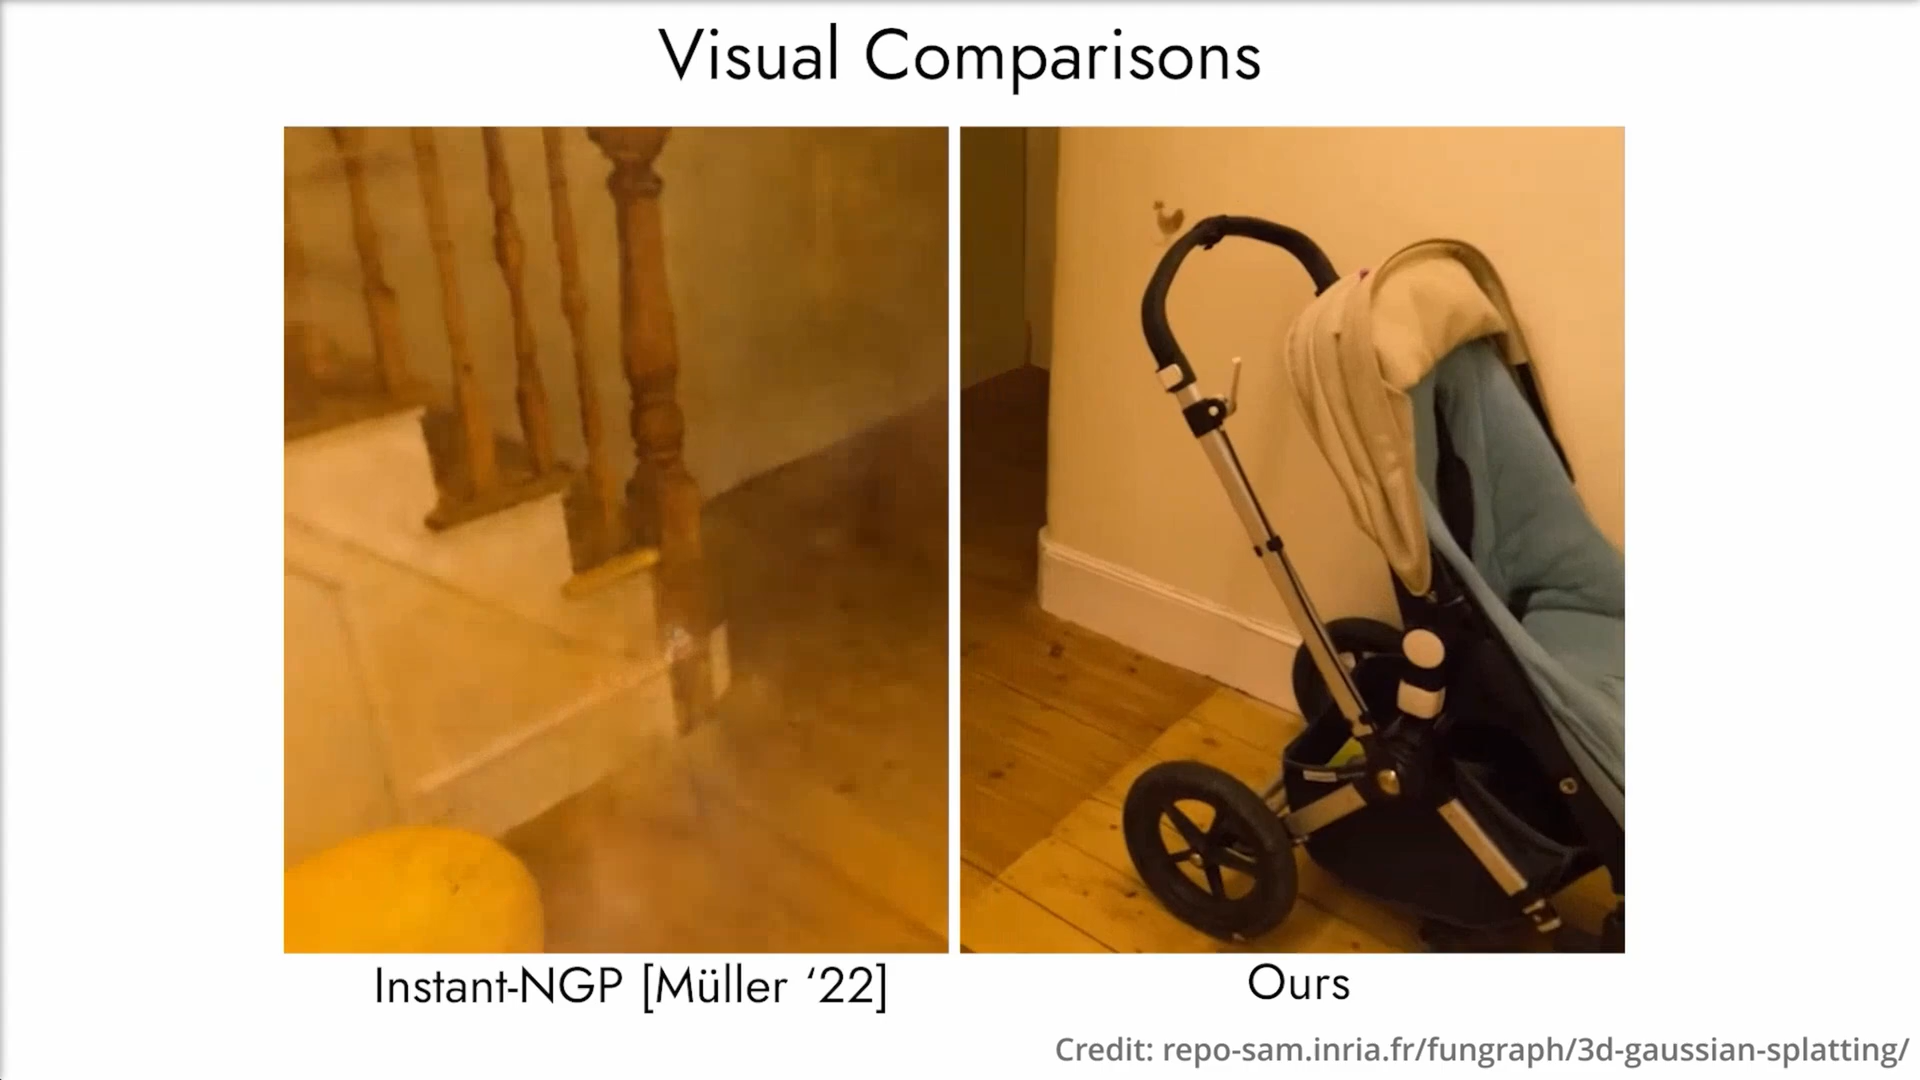 Visual Comparisons
Instant-NGP [Müller ‘22]
Ours
Credit: repo-sam.inria.fr/fungraph/3d-gaussian-splatting/